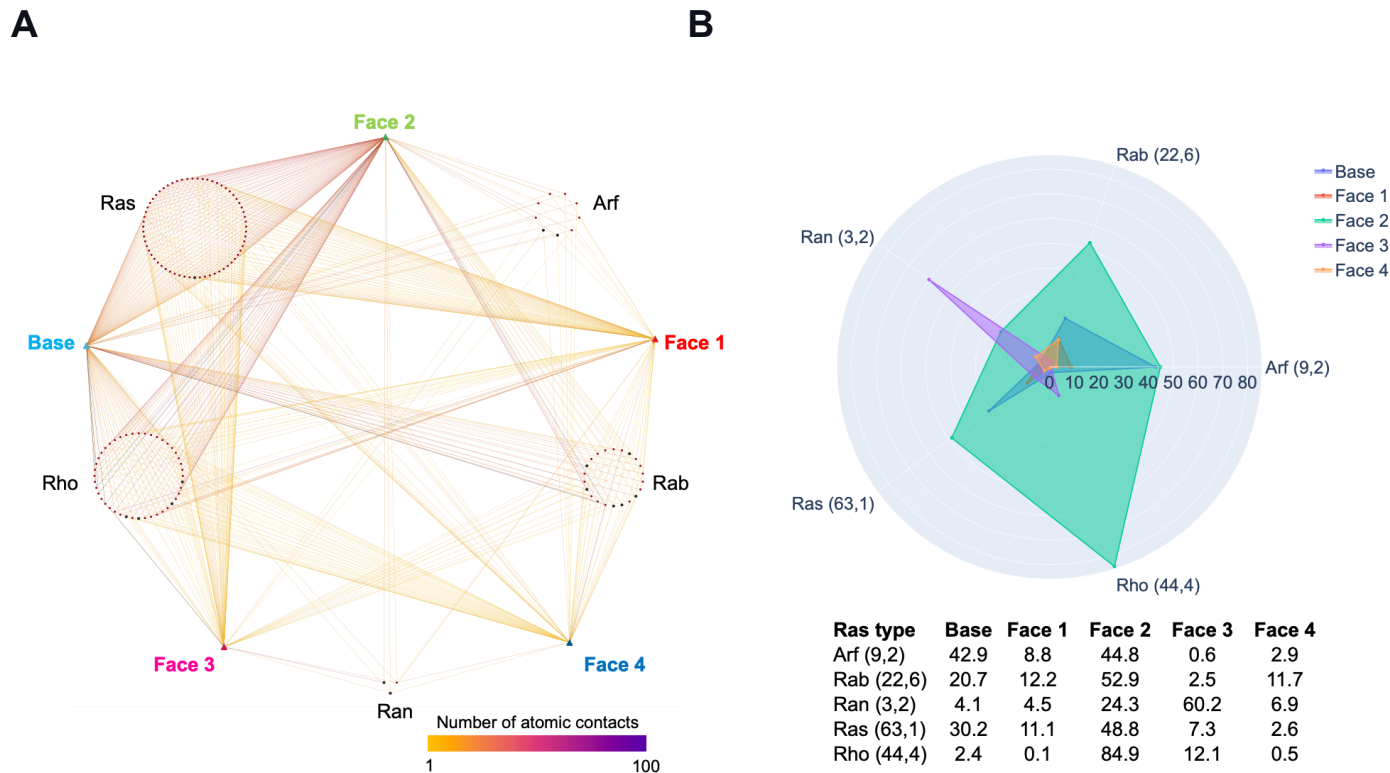 A
B
Face 2
Ras
Arf
Base
Face 1
Rho
Rab
Face 3
Face 4
Ran
Number of atomic contacts
1 100
Rab (22,6)
Base
Face 1
Face 2
Face 3
Face 4
Ran (3,2)
Arf (9,2)
0 10 20 30 40 50 60 70 80
Ras (63,1)
Rho (44,4)
Ras type Base Face 1 Face 2 Face 3 Face 4
Arf (9,2) 42.9 8.8 44.8 0.6 2.9
Rab (22,6) 20.7 12.2 52.9 2.5 11.7
Ran (3,2) 4.1 4.5 24.3 60.2 6.9
Ras (63,1) 30.2 11.1 48.8 7.3 2.6
Rho (44,4) 2.4 0.1 84.9 12.1 0.5